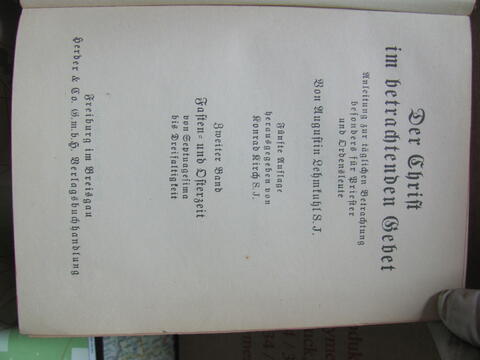 Der Christ
im betrachtenden Gebet
Anleitung zur täglichen Betrachtung
besonders für Priester
und Ordensleute
Von Augustin Lehmkuhl S.J.
Fünfte Auflage
herausgegeben von
Konrad Kirch S.J.
Zweiter Band
Fasten- und Osterzeit
von Septuagesima
bis Dreifaltigkeit
Freiburg im Breisgau
Herder & Co. G.m.b.H. Verlagsbuchhandlung